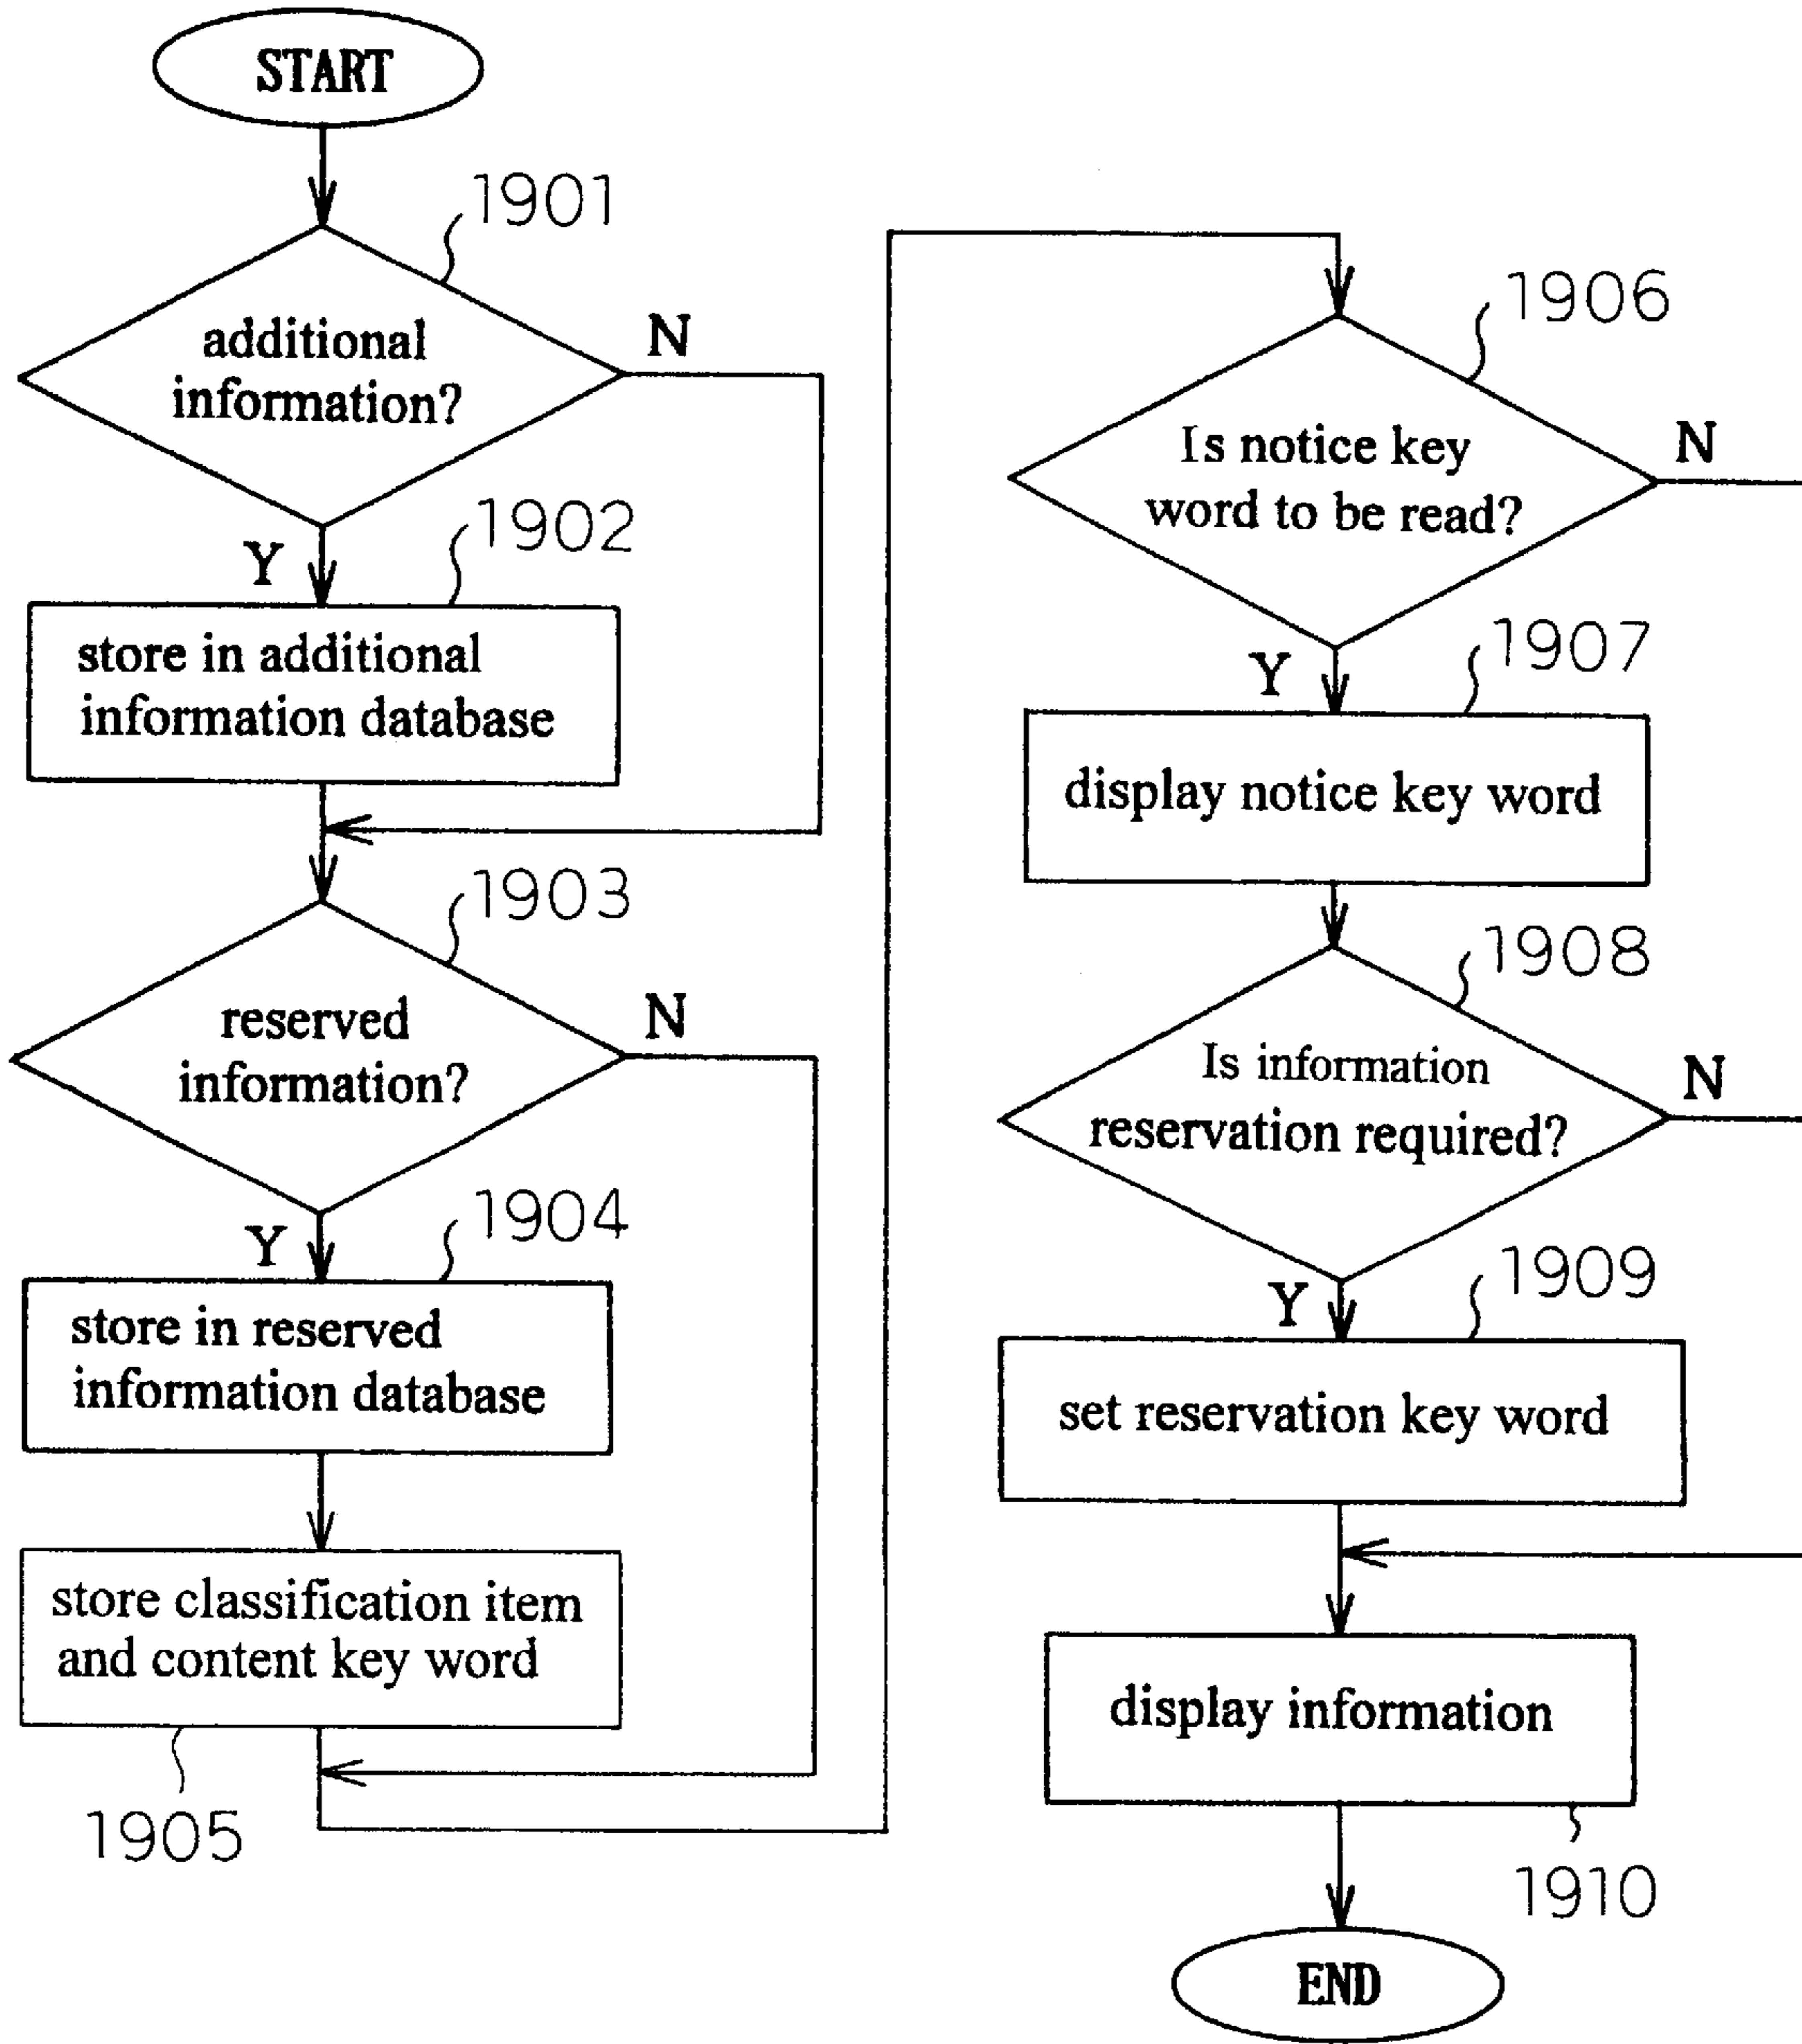 START
1901
additional
information?
N
Y
1902
store in additional
information database
1903
reserved
information?
N
Y
1904
store in reserved
information database
store classification item
and content key word
1905
1906
Is notice key
word to be read?
N
Y
1907
display notice key word
1908
Is information
reservation required?
N
Y
1909
set reservation key word
display information
1910
END